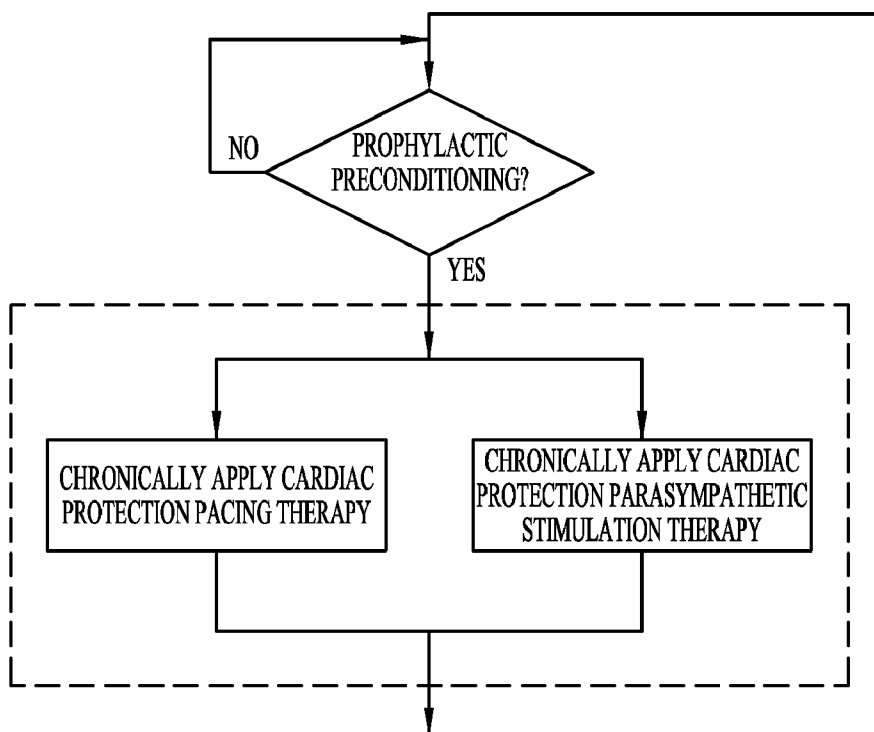 PROPHYLACTIC
PRECONDITIONING?
NO
YES
CHRONICALLY APPLY CARDIAC
PROTECTION PACING THERAPY
CHRONICALLY APPLY CARDIAC
PROTECTION PARASYMPATHETIC
STIMULATION THERAPY